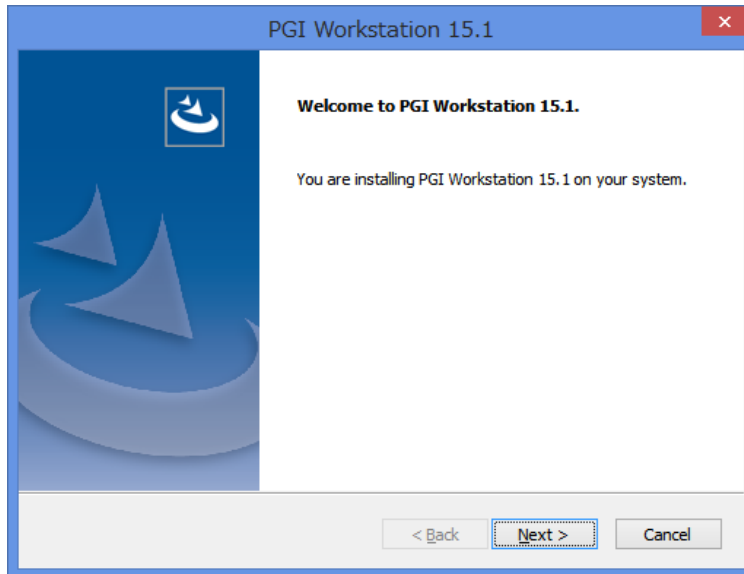 PGI Workstation 15.1
Welcome to PGI Workstation 15.1.
You are installing PGI Workstation 15.1 on your system.
< Back Next > Cancel